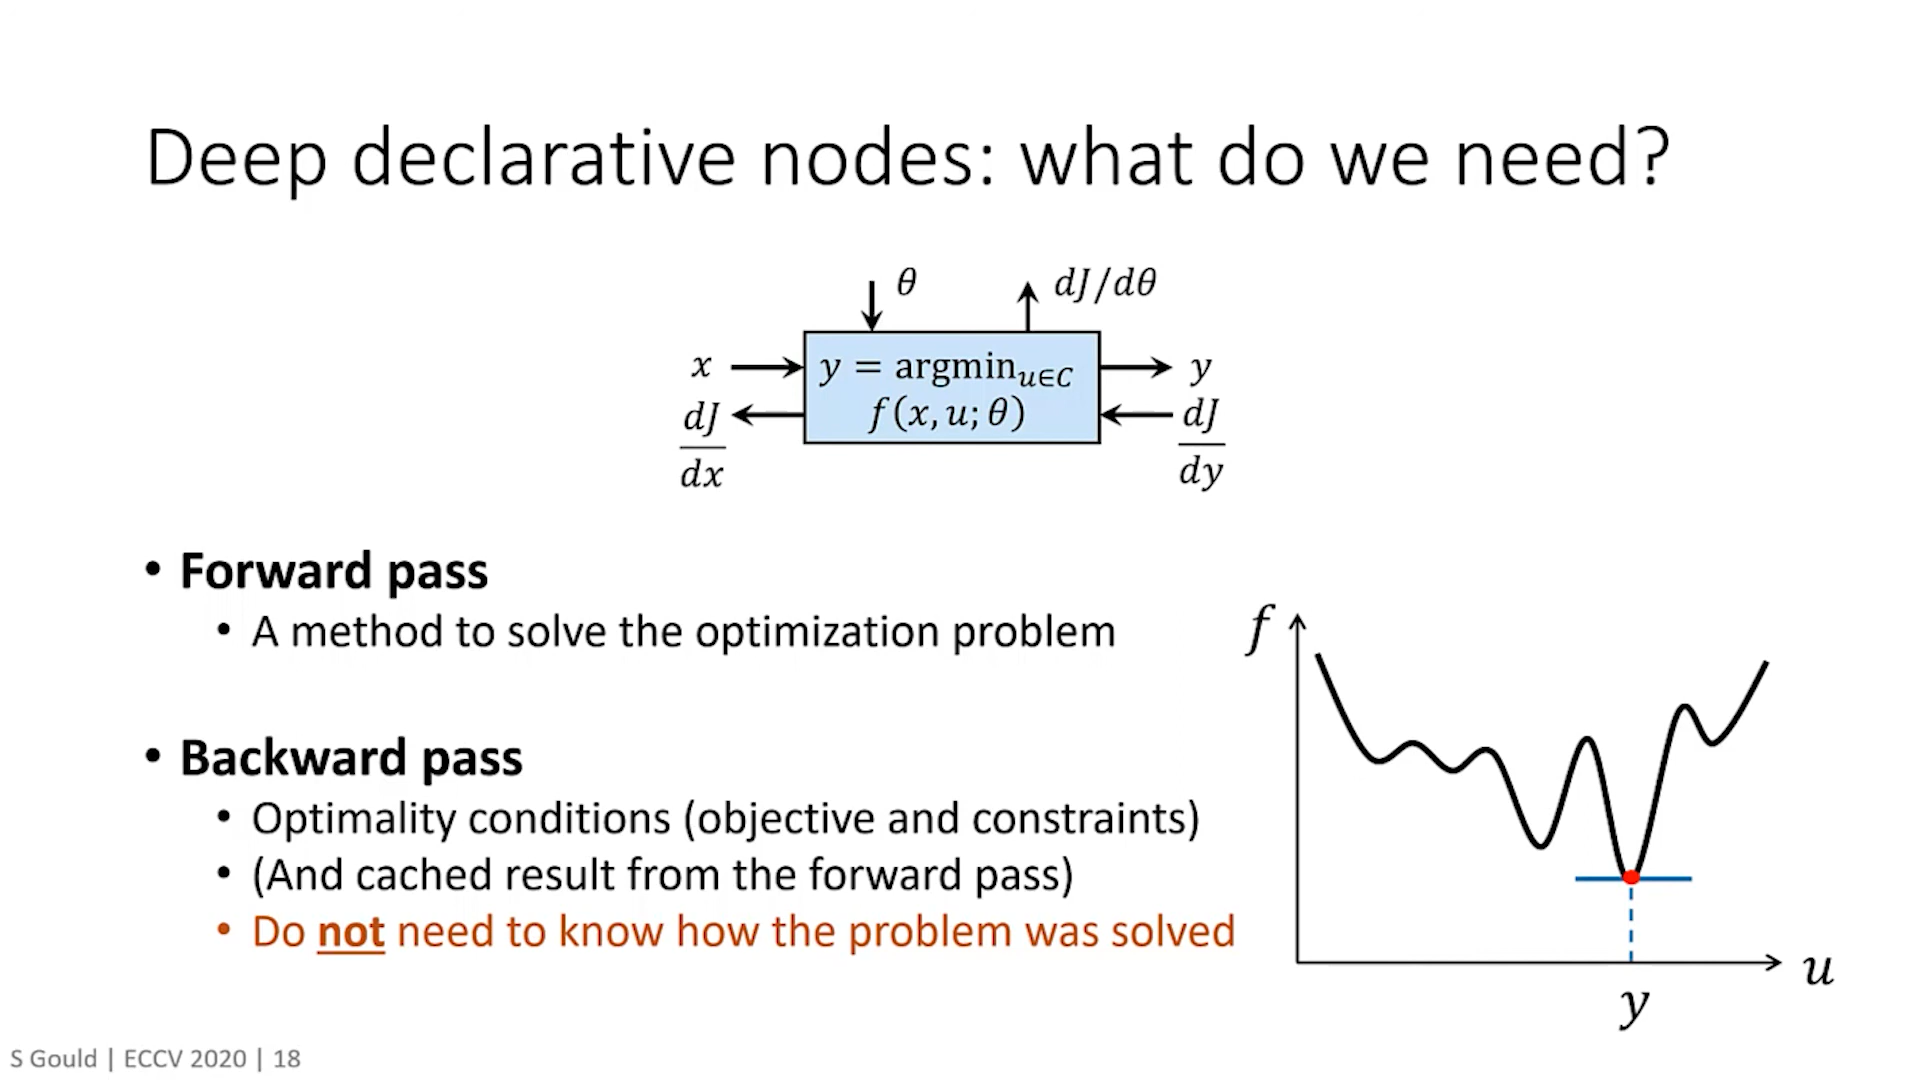 Deep declarative nodes: what do we need?
θ dJ/dθ
x y = argmin_{u∈C} y
f(x, u; θ)
dJ/dx dJ/dy
• Forward pass
• A method to solve the optimization problem
f
• Backward pass
• Optimality conditions (objective and constraints)
• (And cached result from the forward pass)
• Do not need to know how the problem was solved
u
y
S Gould | ECCV 2020 | 18